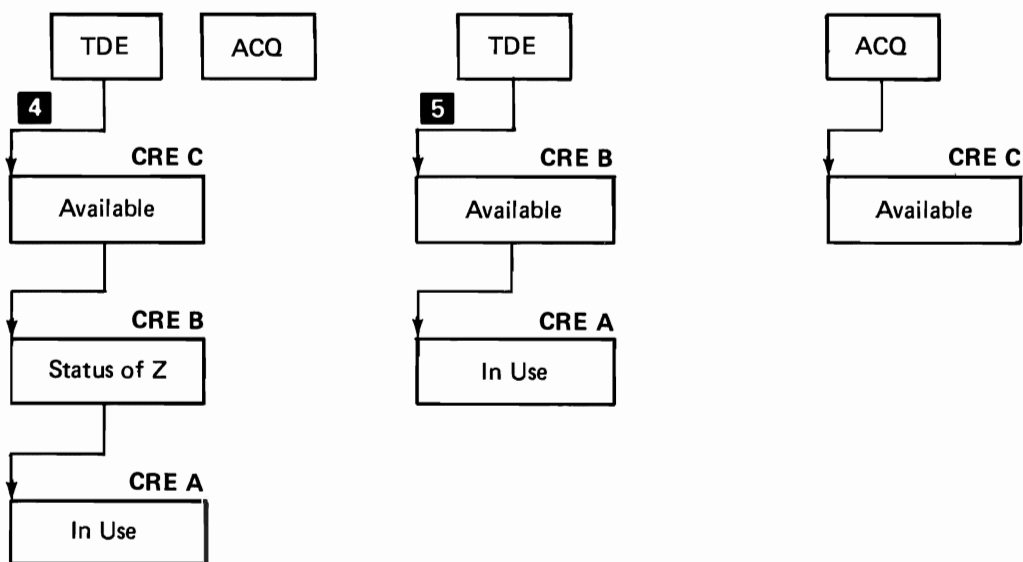 TDE
ACQ
TDE
ACQ
4
5
CRE C
CRE B
CRE C
Available
Available
Available
CRE B
CRE A
Status of Z
In Use
CRE A
In Use